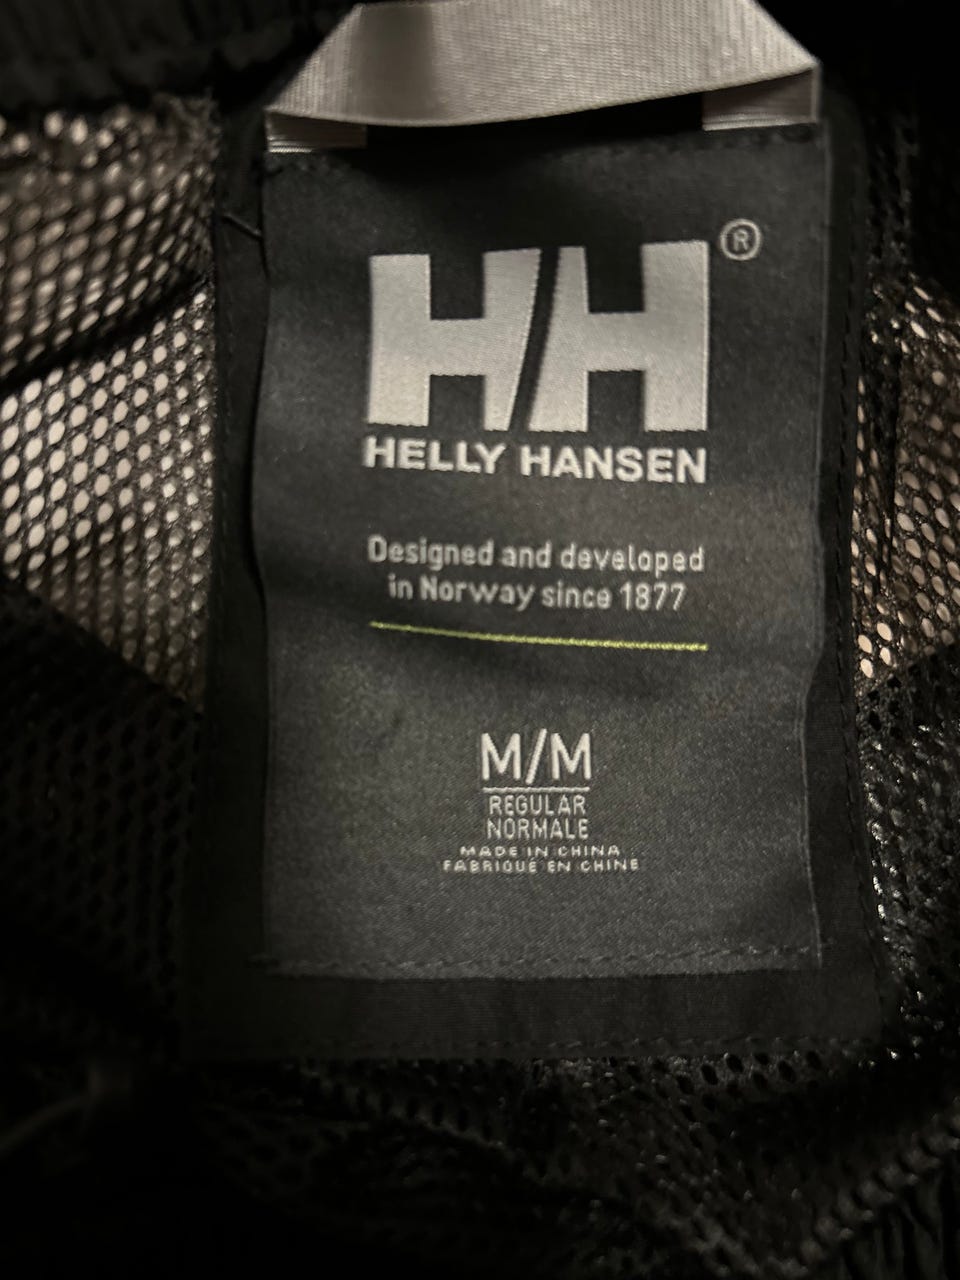 HH®
HELLY HANSEN
Designed and developed
in Norway since 1877
M/M
REGULAR
NORMALE
MADE IN CHINA
FABRIQUÉ EN CHINE